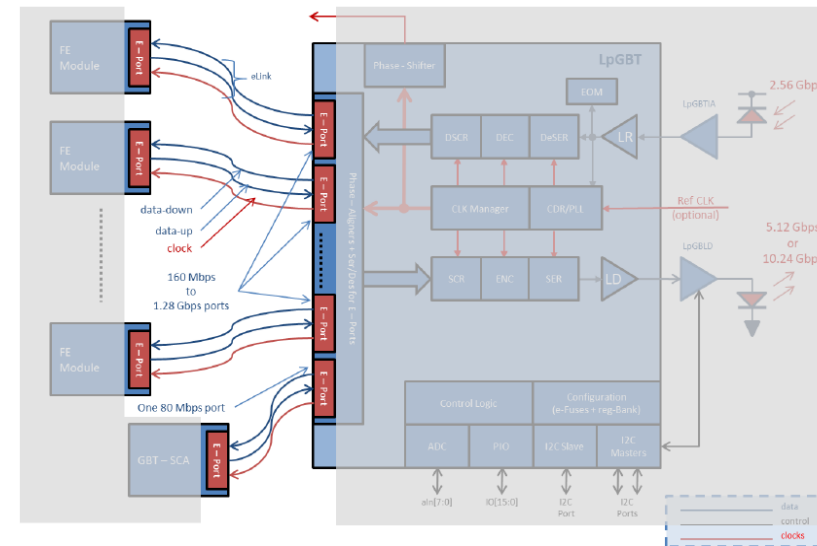 FE
Module
E – Port
eLink
FE
Module
E – Port
data-down
data-up
clock
160 Mbps
to
1.28 Gbps ports
FE
Module
E – Port
One 80 Mbps port
GBT – SCA
E – Port
E – Port
E – Port
E – Port
E – Port
Phase – Aligners + Ser/Des for E – Ports
Phase – Shifter
LpGBT
EOM
DSCR
DEC
DeSER
LR
LpGBTIA
2.56 Gbp
CLK Manager
CDR/PLL
Ref CLK
(optional)
SCR
ENC
SER
LD
LpGBLD
5.12 Gbps
or
10.24 Gbp
Control Logic
Configuration
(e-Fuses + reg-Bank)
ADC
PIO
I2C Slave
I2C
Masters
aIn[7:0]
IO[15:0]
I2C
Port
I2C
Ports
data
control
clocks